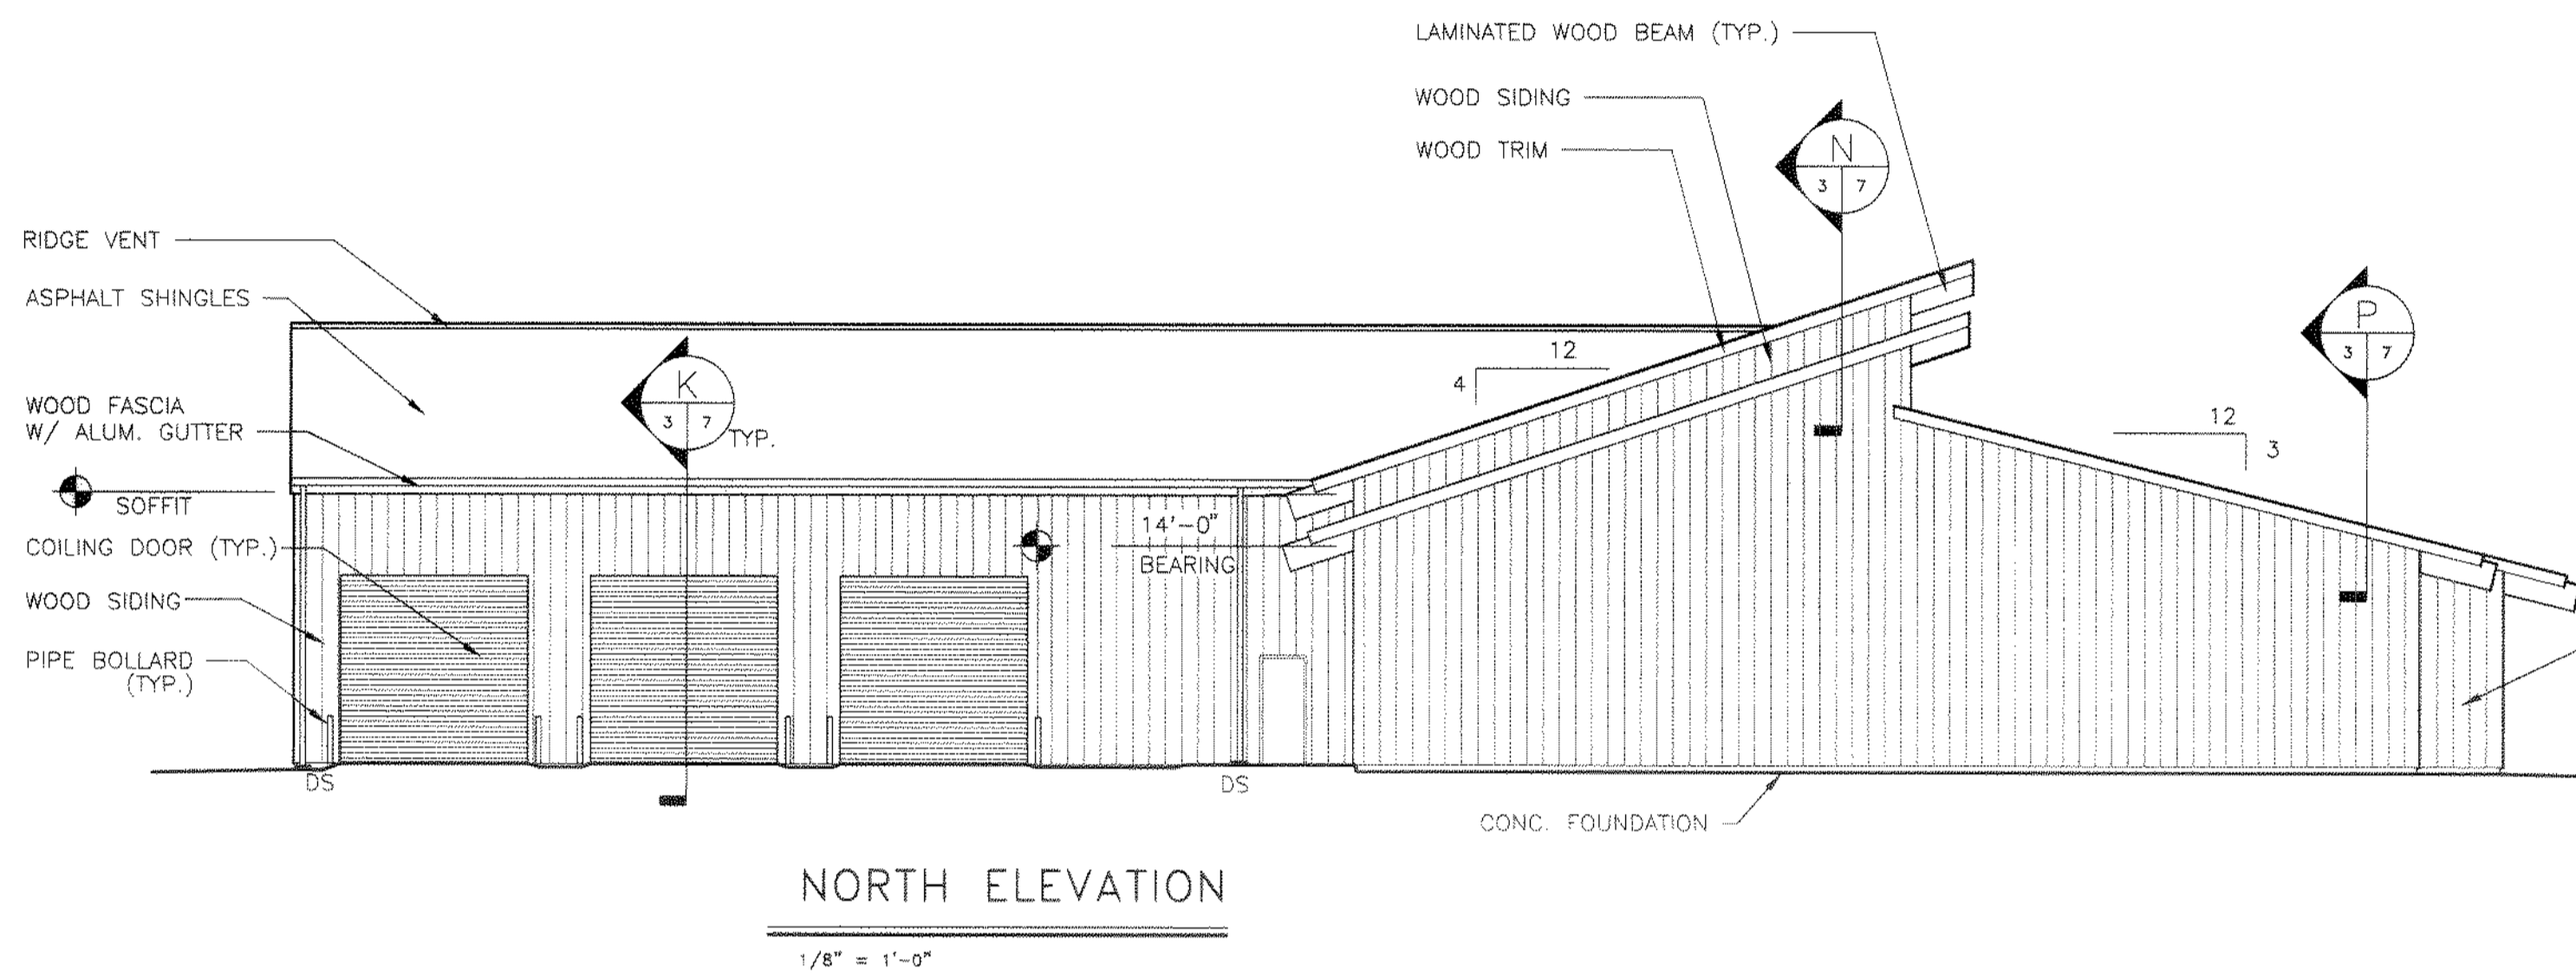 LAMINATED WOOD BEAM (TYP.)
WOOD SIDING
WOOD TRIM
N
3 7
RIDGE VENT
ASPHALT SHINGLES
P
3 7
12
4
K
3 7
TYP.
WOOD FASCIA
W/ ALUM. GUTTER
12
3
SOFFIT
14'-0"
BEARING
COILING DOOR (TYP.)
WOOD SIDING
PIPE BOLLARD
(TYP.)
DS
DS
CONC. FOUNDATION
NORTH ELEVATION
1/8" = 1'-0"